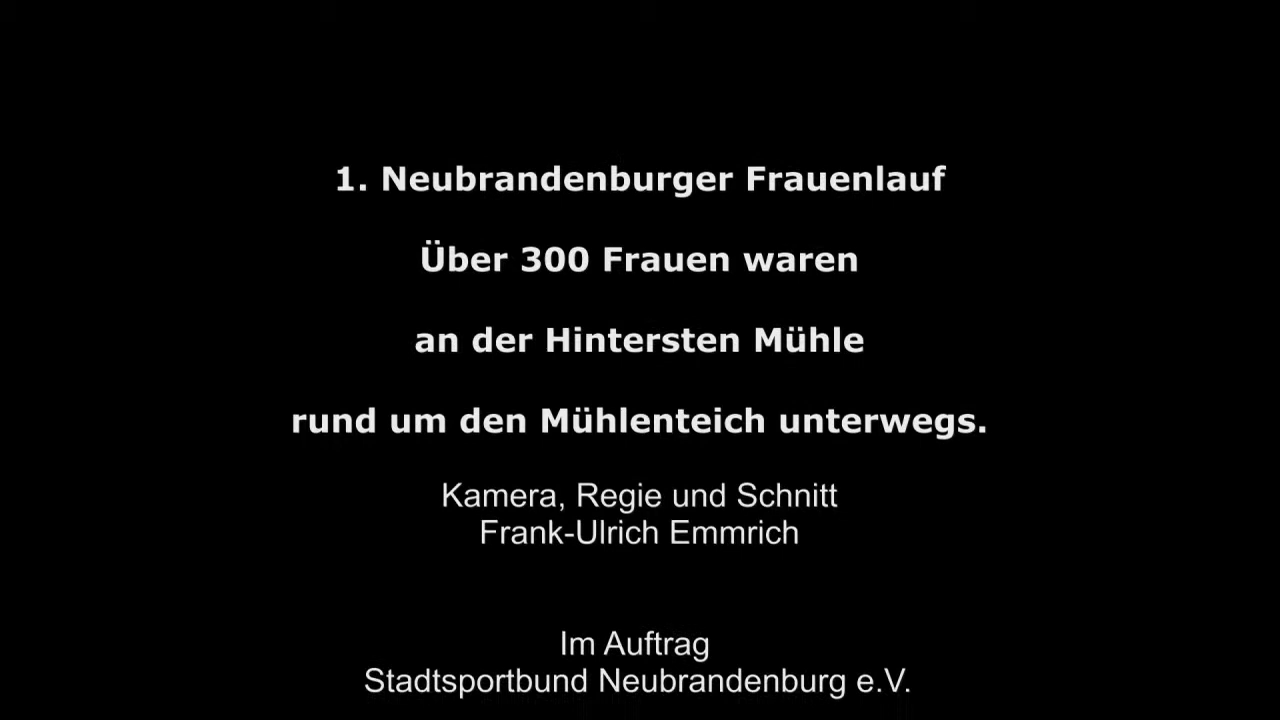 1. Neubrandenburger Frauenlauf
Über 300 Frauen waren
an der Hintersten Mühle
rund um den Mühlenteich unterwegs.
Kamera, Regie und Schnitt
Frank-Ulrich Emmrich
Im Auftrag
Stadtsportbund Neubrandenburg e.V.